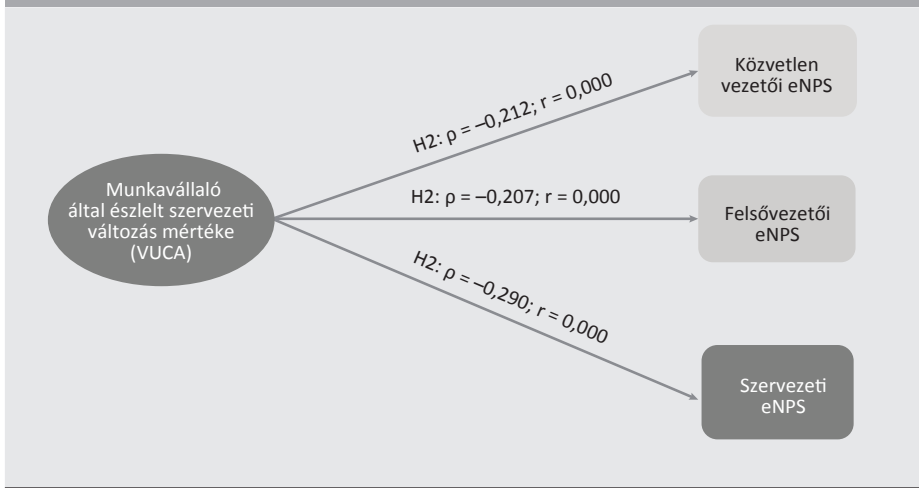 Munkavállaló
által észlelt szervezeti
változás mértéke
(VUCA)
H2: ρ = –0,212; r = 0,000
Közvetlen
vezetői eNPS
H2: ρ = –0,207; r = 0,000
Felsővezetői
eNPS
H2: ρ = –0,290; r = 0,000
Szervezeti
eNPS